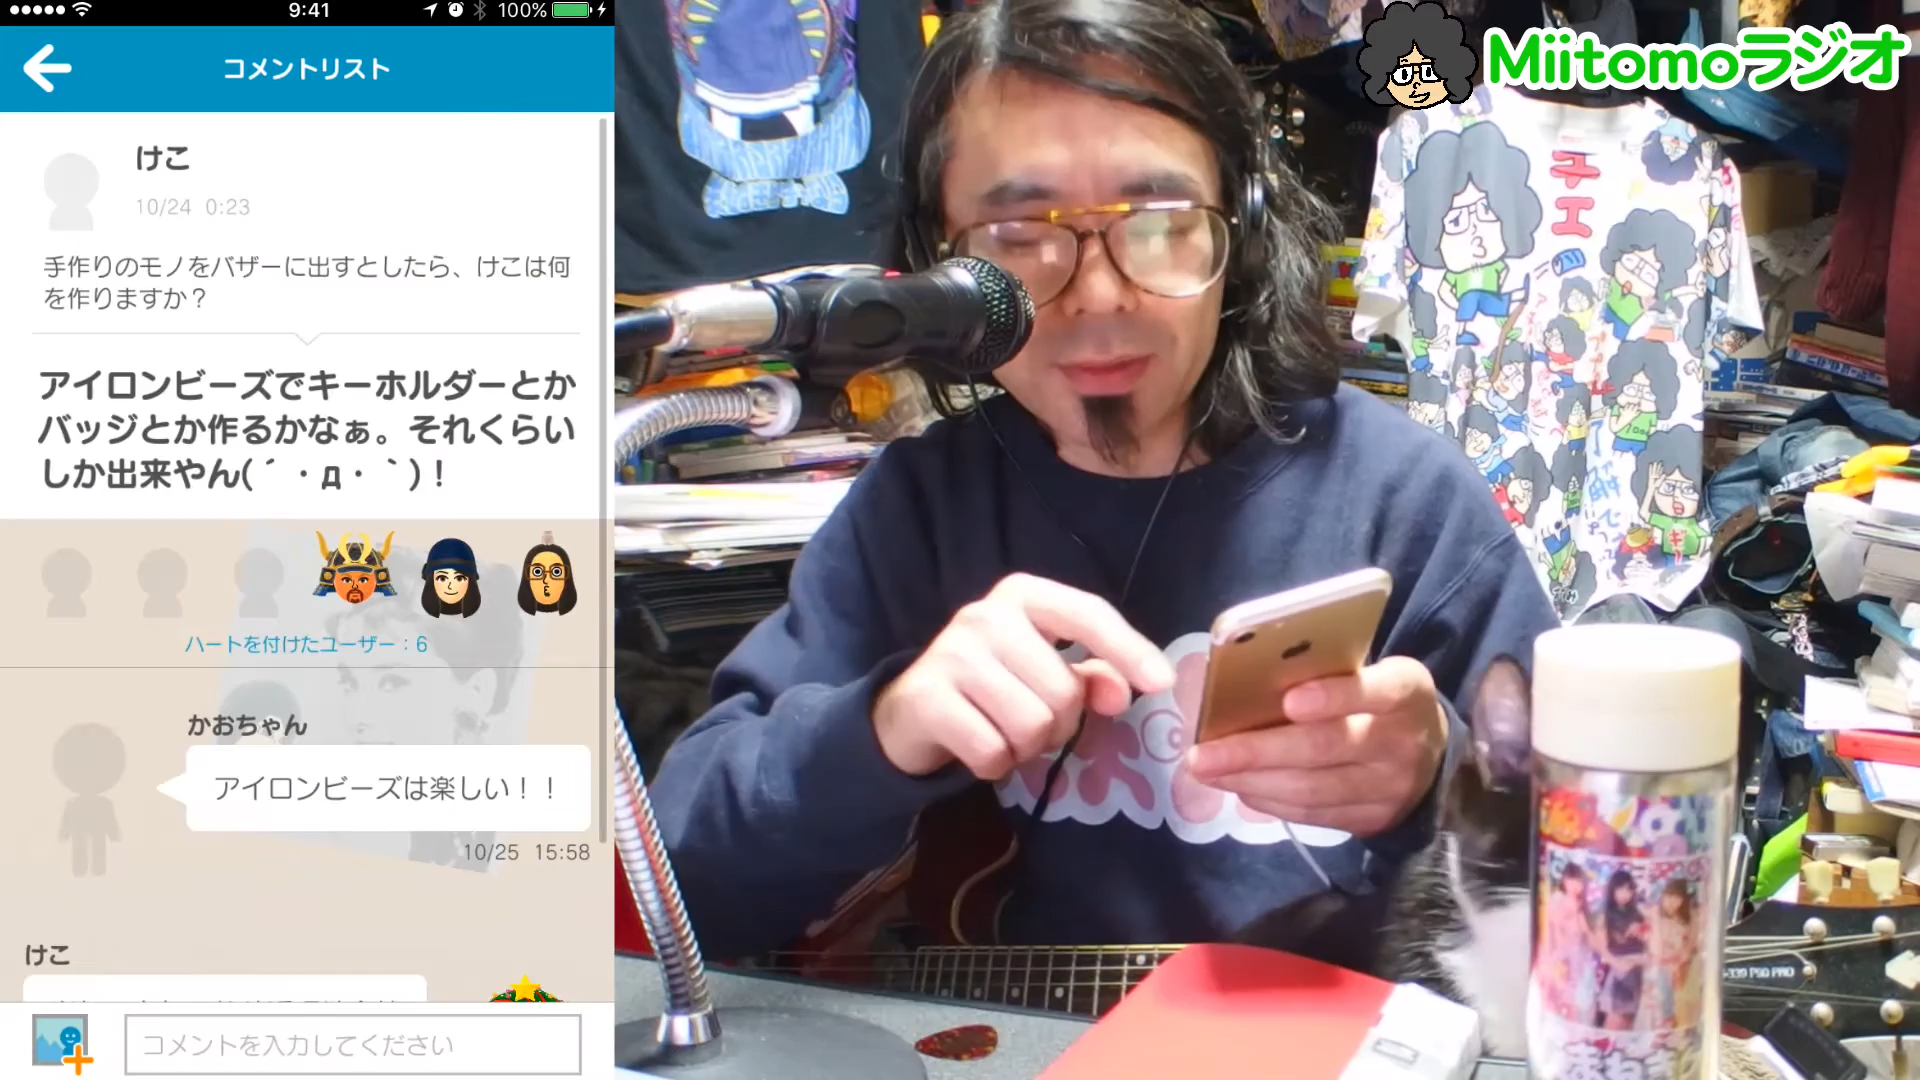 9:41
100%
コメントリスト
けこ
10/24 0:23
手作りのモノをバザーに出すとしたら、けこは何
を作りますか？
アイロンビーズでキーホルダーとか
バッジとか作るかなぁ。それくらい
しか出来やん(´・д・｀)！
ハートを付けたユーザー：6
かおちゃん
アイロンビーズは楽しい！！
10/25 15:58
けこ
コメントを入力してください
Miitomoラジオ
チエ
まねき